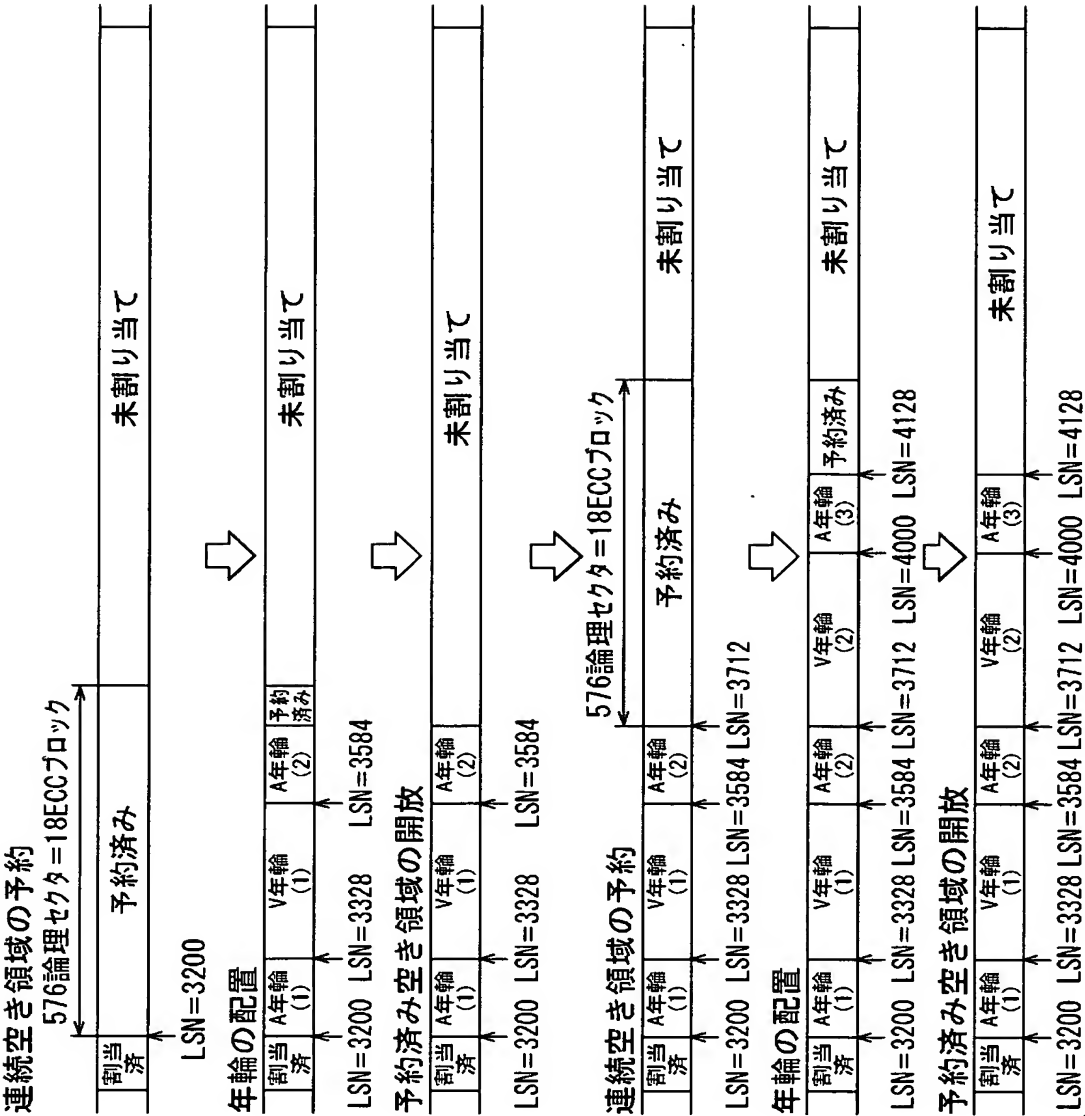 連続空き領域の予約
576論理セクタ=18ECCブロック
割当済
予約済み
未割り当て
LSN=3200
年輪の配置
割当済
A年輪(1)
V年輪(1)
A年輪(2)
予約済み
未割り当て
LSN=3200 LSN=3328 LSN=3584
予約済み空き領域の開放
割当済
A年輪(1)
V年輪(1)
A年輪(2)
未割り当て
LSN=3200 LSN=3328 LSN=3584
連続空き領域の予約
576論理セクタ=18ECCブロック
割当済
A年輪(1)
V年輪(1)
A年輪(2)
予約済み
未割り当て
LSN=3200 LSN=3328 LSN=3584 LSN=3712
年輪の配置
割当済
A年輪(1)
V年輪(1)
A年輪(2)
V年輪(2)
A年輪(3)
予約済み
未割り当て
LSN=3200 LSN=3328 LSN=3584 LSN=3712 LSN=4000 LSN=4128
予約済み空き領域の開放
割当済
A年輪(1)
V年輪(1)
A年輪(2)
V年輪(2)
A年輪(3)
未割り当て
LSN=3200 LSN=3328 LSN=3584 LSN=3712 LSN=4000 LSN=4128